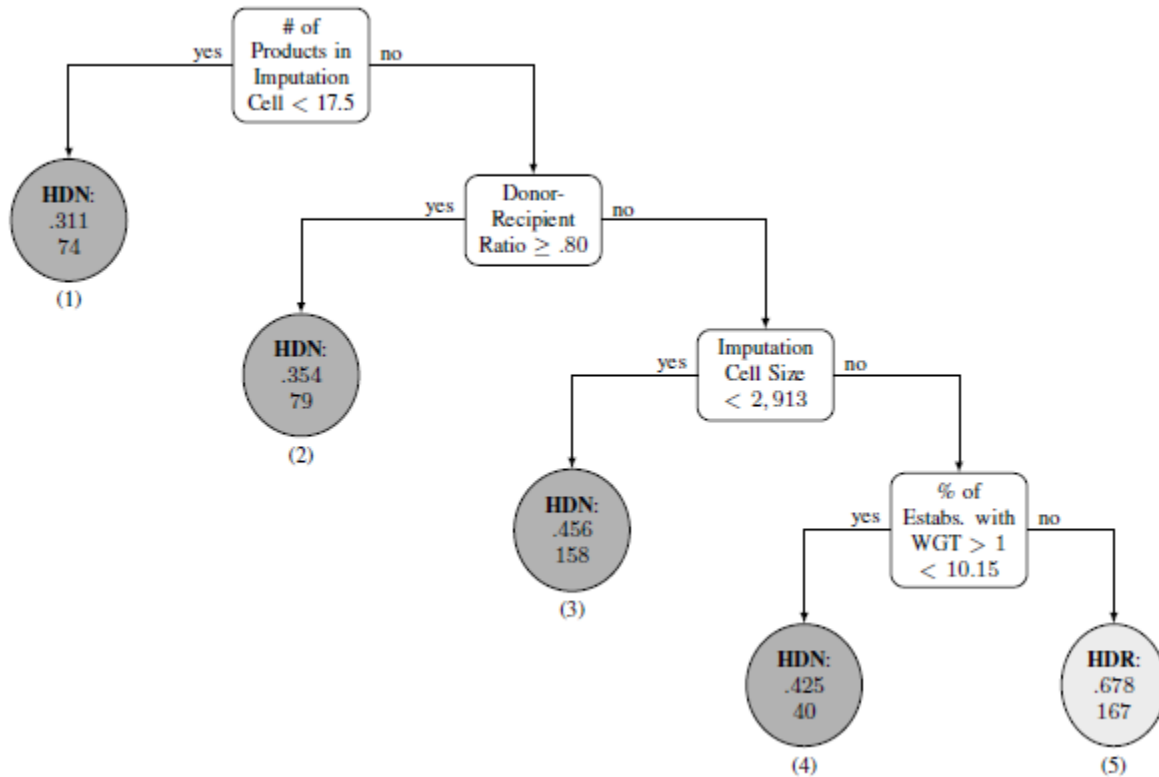 # of
Products in
Imputation
Cell < 17.5
yes
no
HDN:
.311
74
(1)
Donor-
Recipient
Ratio ≥ .80
yes
no
HDN:
.354
79
(2)
Imputation
Cell Size
< 2, 913
yes
no
HDN:
.456
158
(3)
% of
Estabs. with
WGT > 1
< 10.15
yes
no
HDN:
.425
40
(4)
HDR:
.678
167
(5)